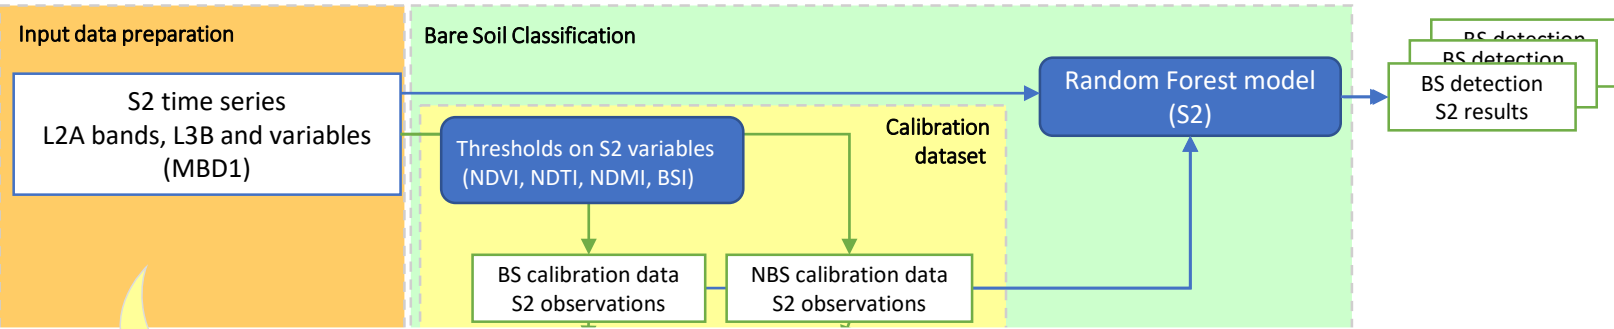 Input data preparation
S2 time series
L2A bands, L3B and variables
(MBD1)
Bare Soil Classification
Calibration
dataset
Thresholds on S2 variables
(NDVI, NDTI, NDMI, BSI)
BS calibration data
S2 observations
NBS calibration data
S2 observations
Random Forest model
(S2)
BS detection
BS detection
BS detection
S2 results